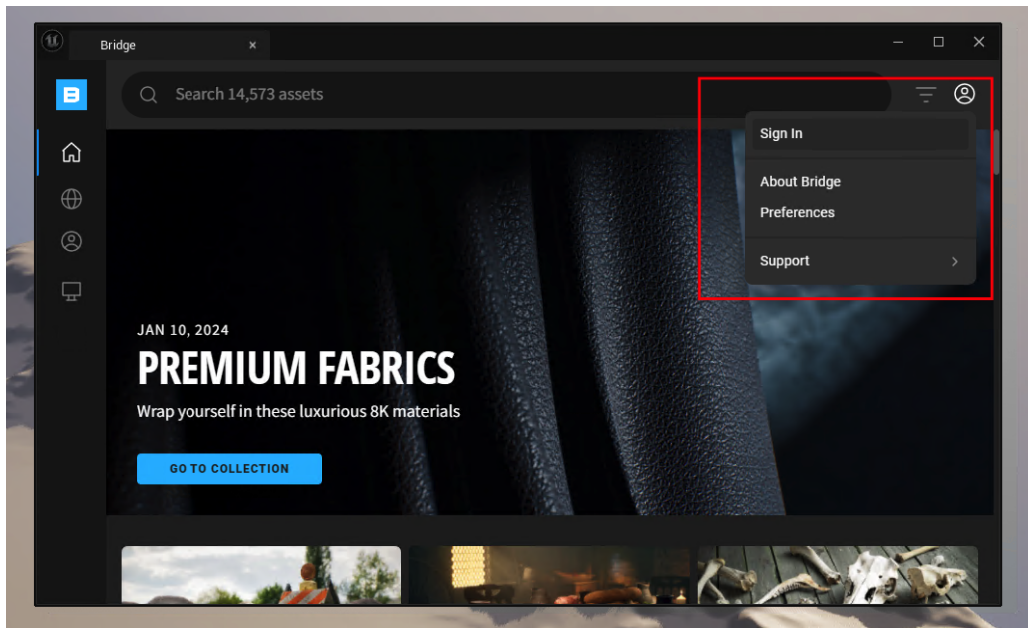 Bridge
Search 14,573 assets
Sign In
About Bridge
Preferences
Support
JAN 10, 2024
PREMIUM FABRICS
Wrap yourself in these luxurious 8K materials
GO TO COLLECTION